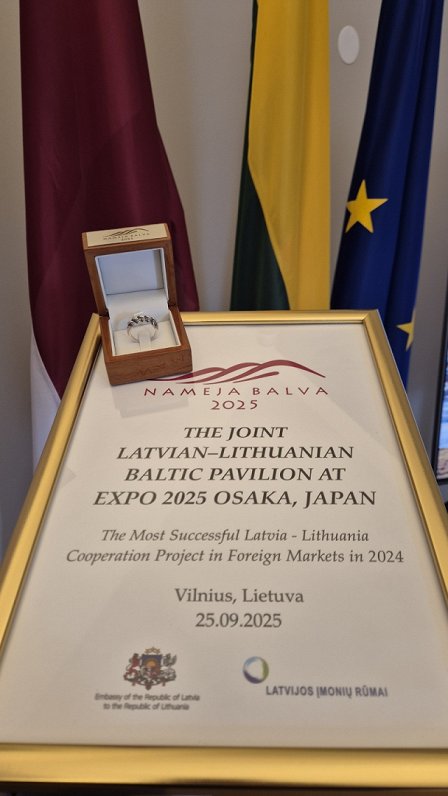 NAMEJA BALVA
NAMEJA BALVA
2025
THE JOINT
LATVIAN–LITHUANIAN
BALTIC PAVILION AT
EXPO 2025 OSAKA, JAPAN
The Most Successful Latvia - Lithuania
Cooperation Project in Foreign Markets in 2024
Vilnius, Lietuva
25.09.2025
Embassy of the Republic of Latvia
to the Republic of Lithuania
LATVIJOS ĮMONIŲ RŪMAI